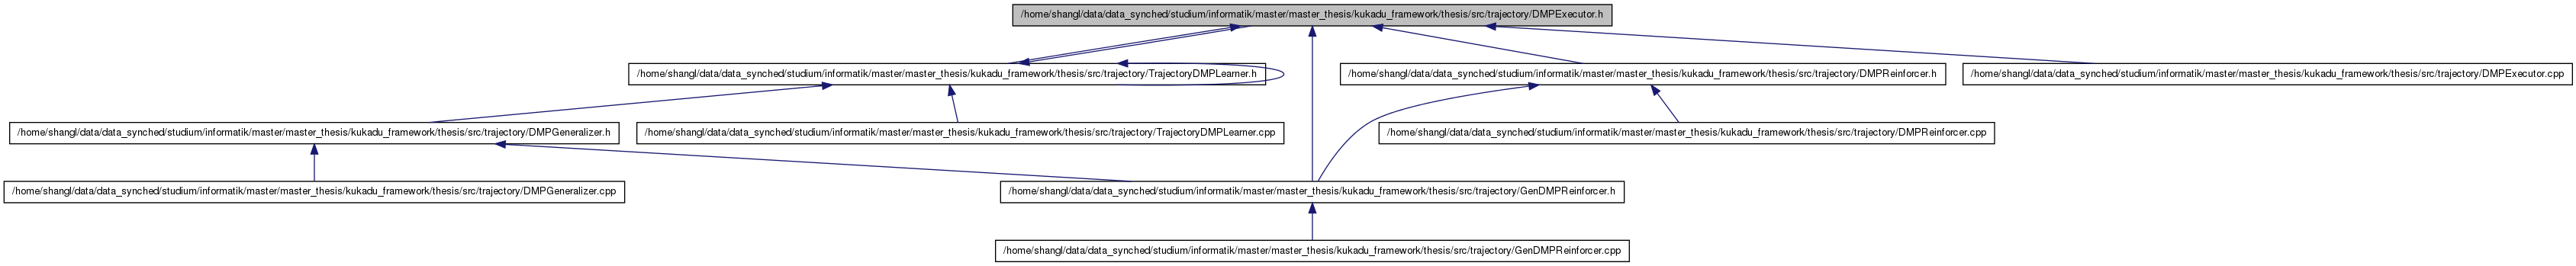 /home/shangl/data/data_synched/studium/informatik/master/master_thesis/kukadu_framework/thesis/src/trajectory/DMPExecutor.h
/home/shangl/data/data_synched/studium/informatik/master/master_thesis/kukadu_framework/thesis/src/trajectory/TrajectoryDMPLearner.h
/home/shangl/data/data_synched/studium/informatik/master/master_thesis/kukadu_framework/thesis/src/trajectory/DMPReinforcer.h
/home/shangl/data/data_synched/studium/informatik/master/master_thesis/kukadu_framework/thesis/src/trajectory/DMPExecutor.cpp
/home/shangl/data/data_synched/studium/informatik/master/master_thesis/kukadu_framework/thesis/src/trajectory/DMPGeneralizer.h
/home/shangl/data/data_synched/studium/informatik/master/master_thesis/kukadu_framework/thesis/src/trajectory/TrajectoryDMPLearner.cpp
/home/shangl/data/data_synched/studium/informatik/master/master_thesis/kukadu_framework/thesis/src/trajectory/DMPReinforcer.cpp
/home/shangl/data/data_synched/studium/informatik/master/master_thesis/kukadu_framework/thesis/src/trajectory/DMPGeneralizer.cpp
/home/shangl/data/data_synched/studium/informatik/master/master_thesis/kukadu_framework/thesis/src/trajectory/GenDMPReinforcer.h
/home/shangl/data/data_synched/studium/informatik/master/master_thesis/kukadu_framework/thesis/src/trajectory/GenDMPReinforcer.cpp